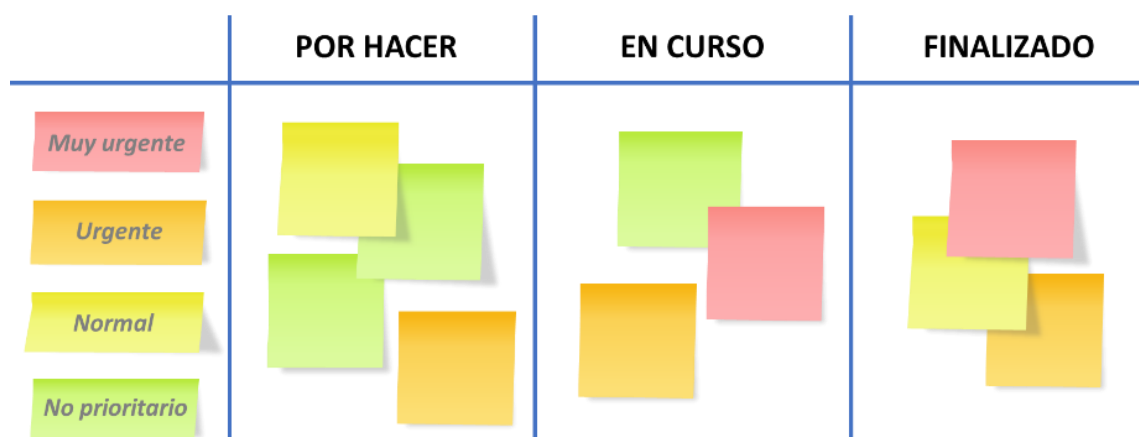 POR HACER
EN CURSO
FINALIZADO
Muy urgente
Urgente
Normal
No prioritario